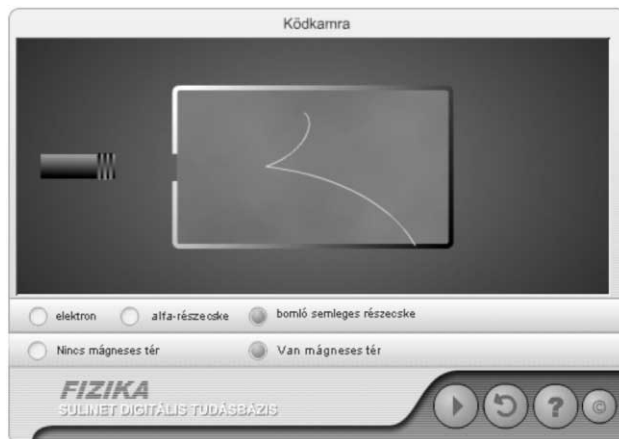 Ködkamra
elektron alfa-részecske bomló semleges részecske
Nincs mágneses tér Van mágneses tér
FIZIKA
SULINET DIGITÁLIS TUDÁSBÁZIS
?
©